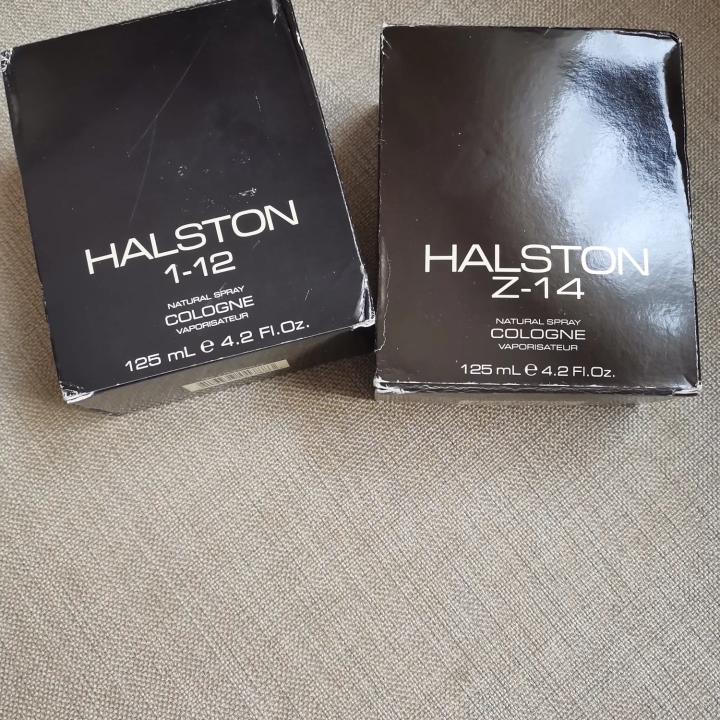 HALSTON
1-12
NATURAL SPRAY
COLOGNE
VAPORISATEUR
125 mL e 4.2 Fl.Oz.
HALSTON
Z-14
NATURAL SPRAY
COLOGNE
VAPORISATEUR
125 mL e 4.2 Fl.Oz.